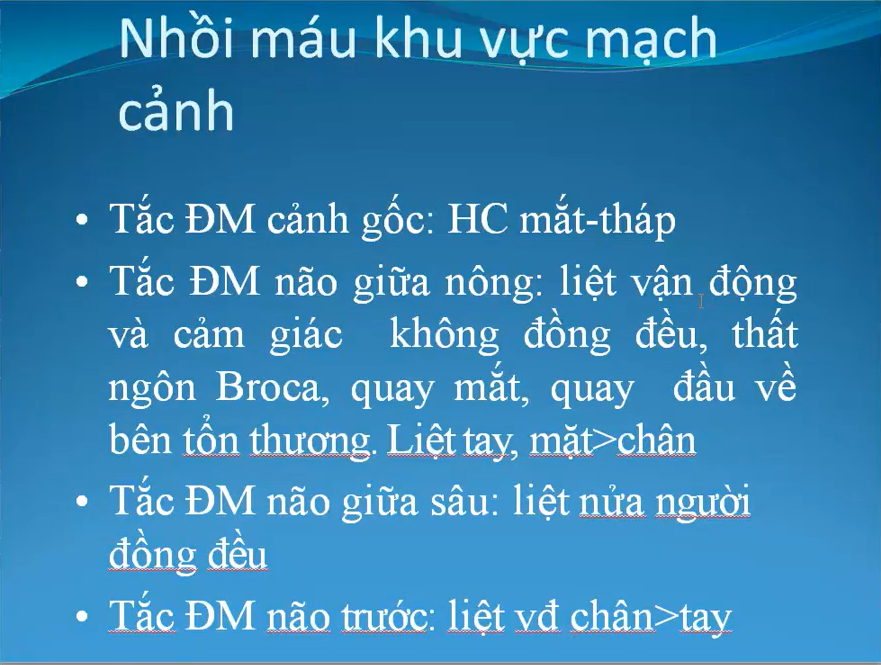 Nhồi máu khu vực mạch
cảnh
• Tắc ĐM cảnh gốc: HC mắt-tháp
• Tắc ĐM não giữa nông: liệt vận động
và cảm giác không đồng đều, thất
ngôn Broca, quay mắt, quay đầu về
bên tổn thương. Liệt tay, mặt>chân
• Tắc ĐM não giữa sâu: liệt nửa người
đồng đều
• Tắc ĐM não trước: liệt vđ chân>tay